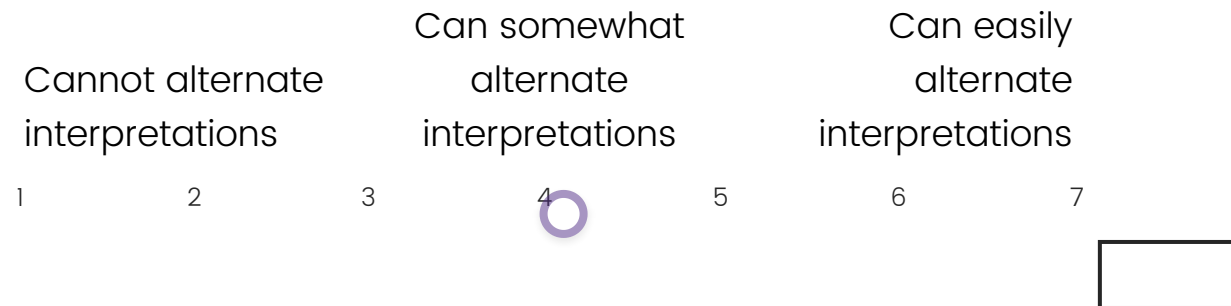 Cannot alternate
interpretations
Can somewhat
alternate
interpretations
Can easily
alternate
interpretations
1 2 3 4 5 6 7